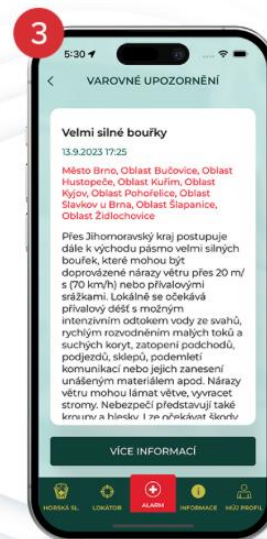 3
5:30
VAROVNÉ UPOZORNĚNÍ
Velmi silné bouřky
13.9.2023 17:25
Město Brno, Oblast Bučovice, Oblast
Hustopeče, Oblast Kuřim, Oblast
Kyjov, Oblast Pohořelice, Oblast
Slavkov u Brna, Oblast Šlapanice,
Oblast Židlochovice
Přes Jihomoravský kraj postupuje
dále k východu pásmo velmi silných
bouřek, které mohou být
doprovázené nárazy větru přes 20 m/
s (70 km/h) nebo přívalovými
srážkami. Lokálně se očekává
přívalový déšť s možným
intenzivním odtokem vody ze svahů,
rychlým rozvodněním malých toků a
suchých koryt, zatopení podchodů,
podjezdů, sklepů, podemletí
komunikací nebo jejich zanesení
unášeným materiálem apod. Nárazy
větru mohou lámat větve, vyvracet
stromy. Nebezpečí představují také
kroupy a blesky. Lze očekávat škody
VÍCE INFORMACÍ
HORSKÁ SL. LOKÁTOR ALARM INFORMACE MŮJ PROFIL